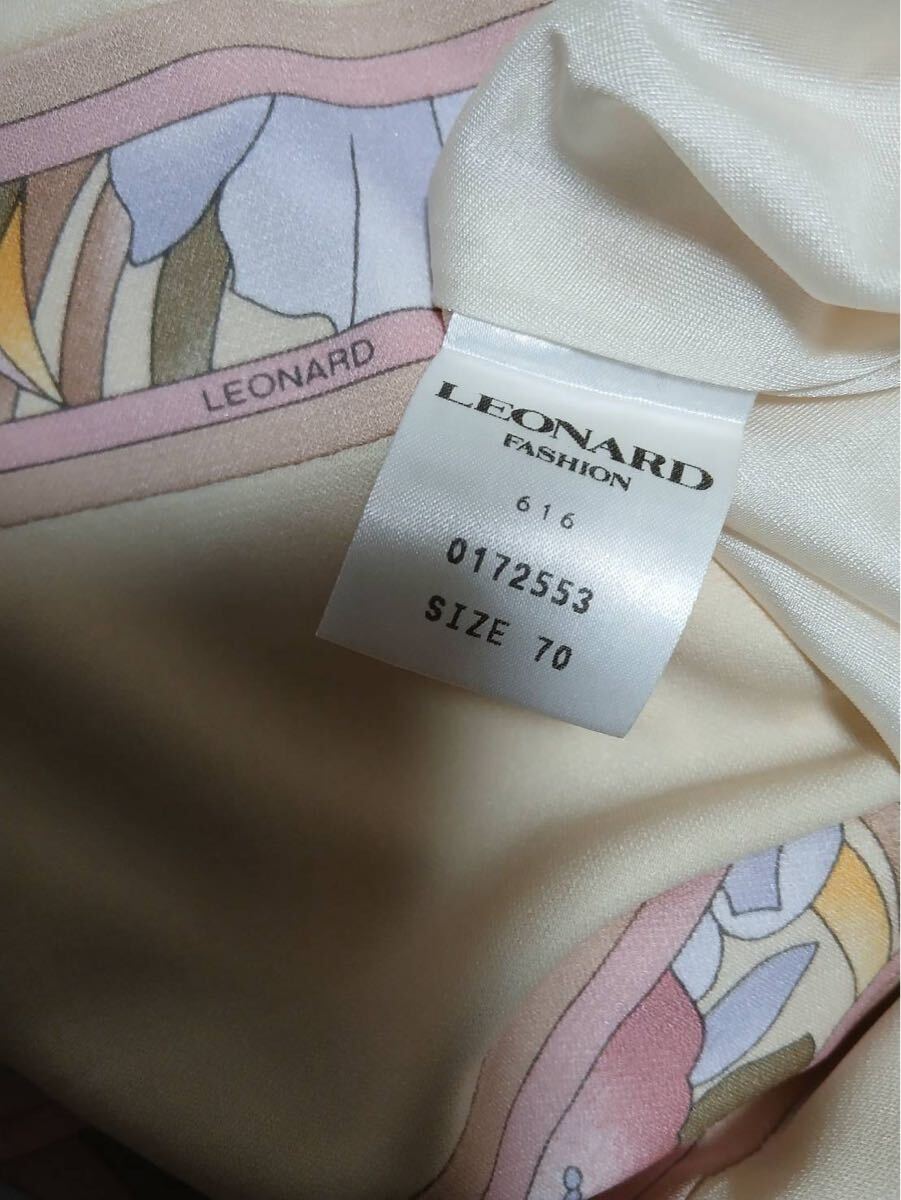 LEONARD
LEONARD
FASHION
616
0172553
SIZE 70